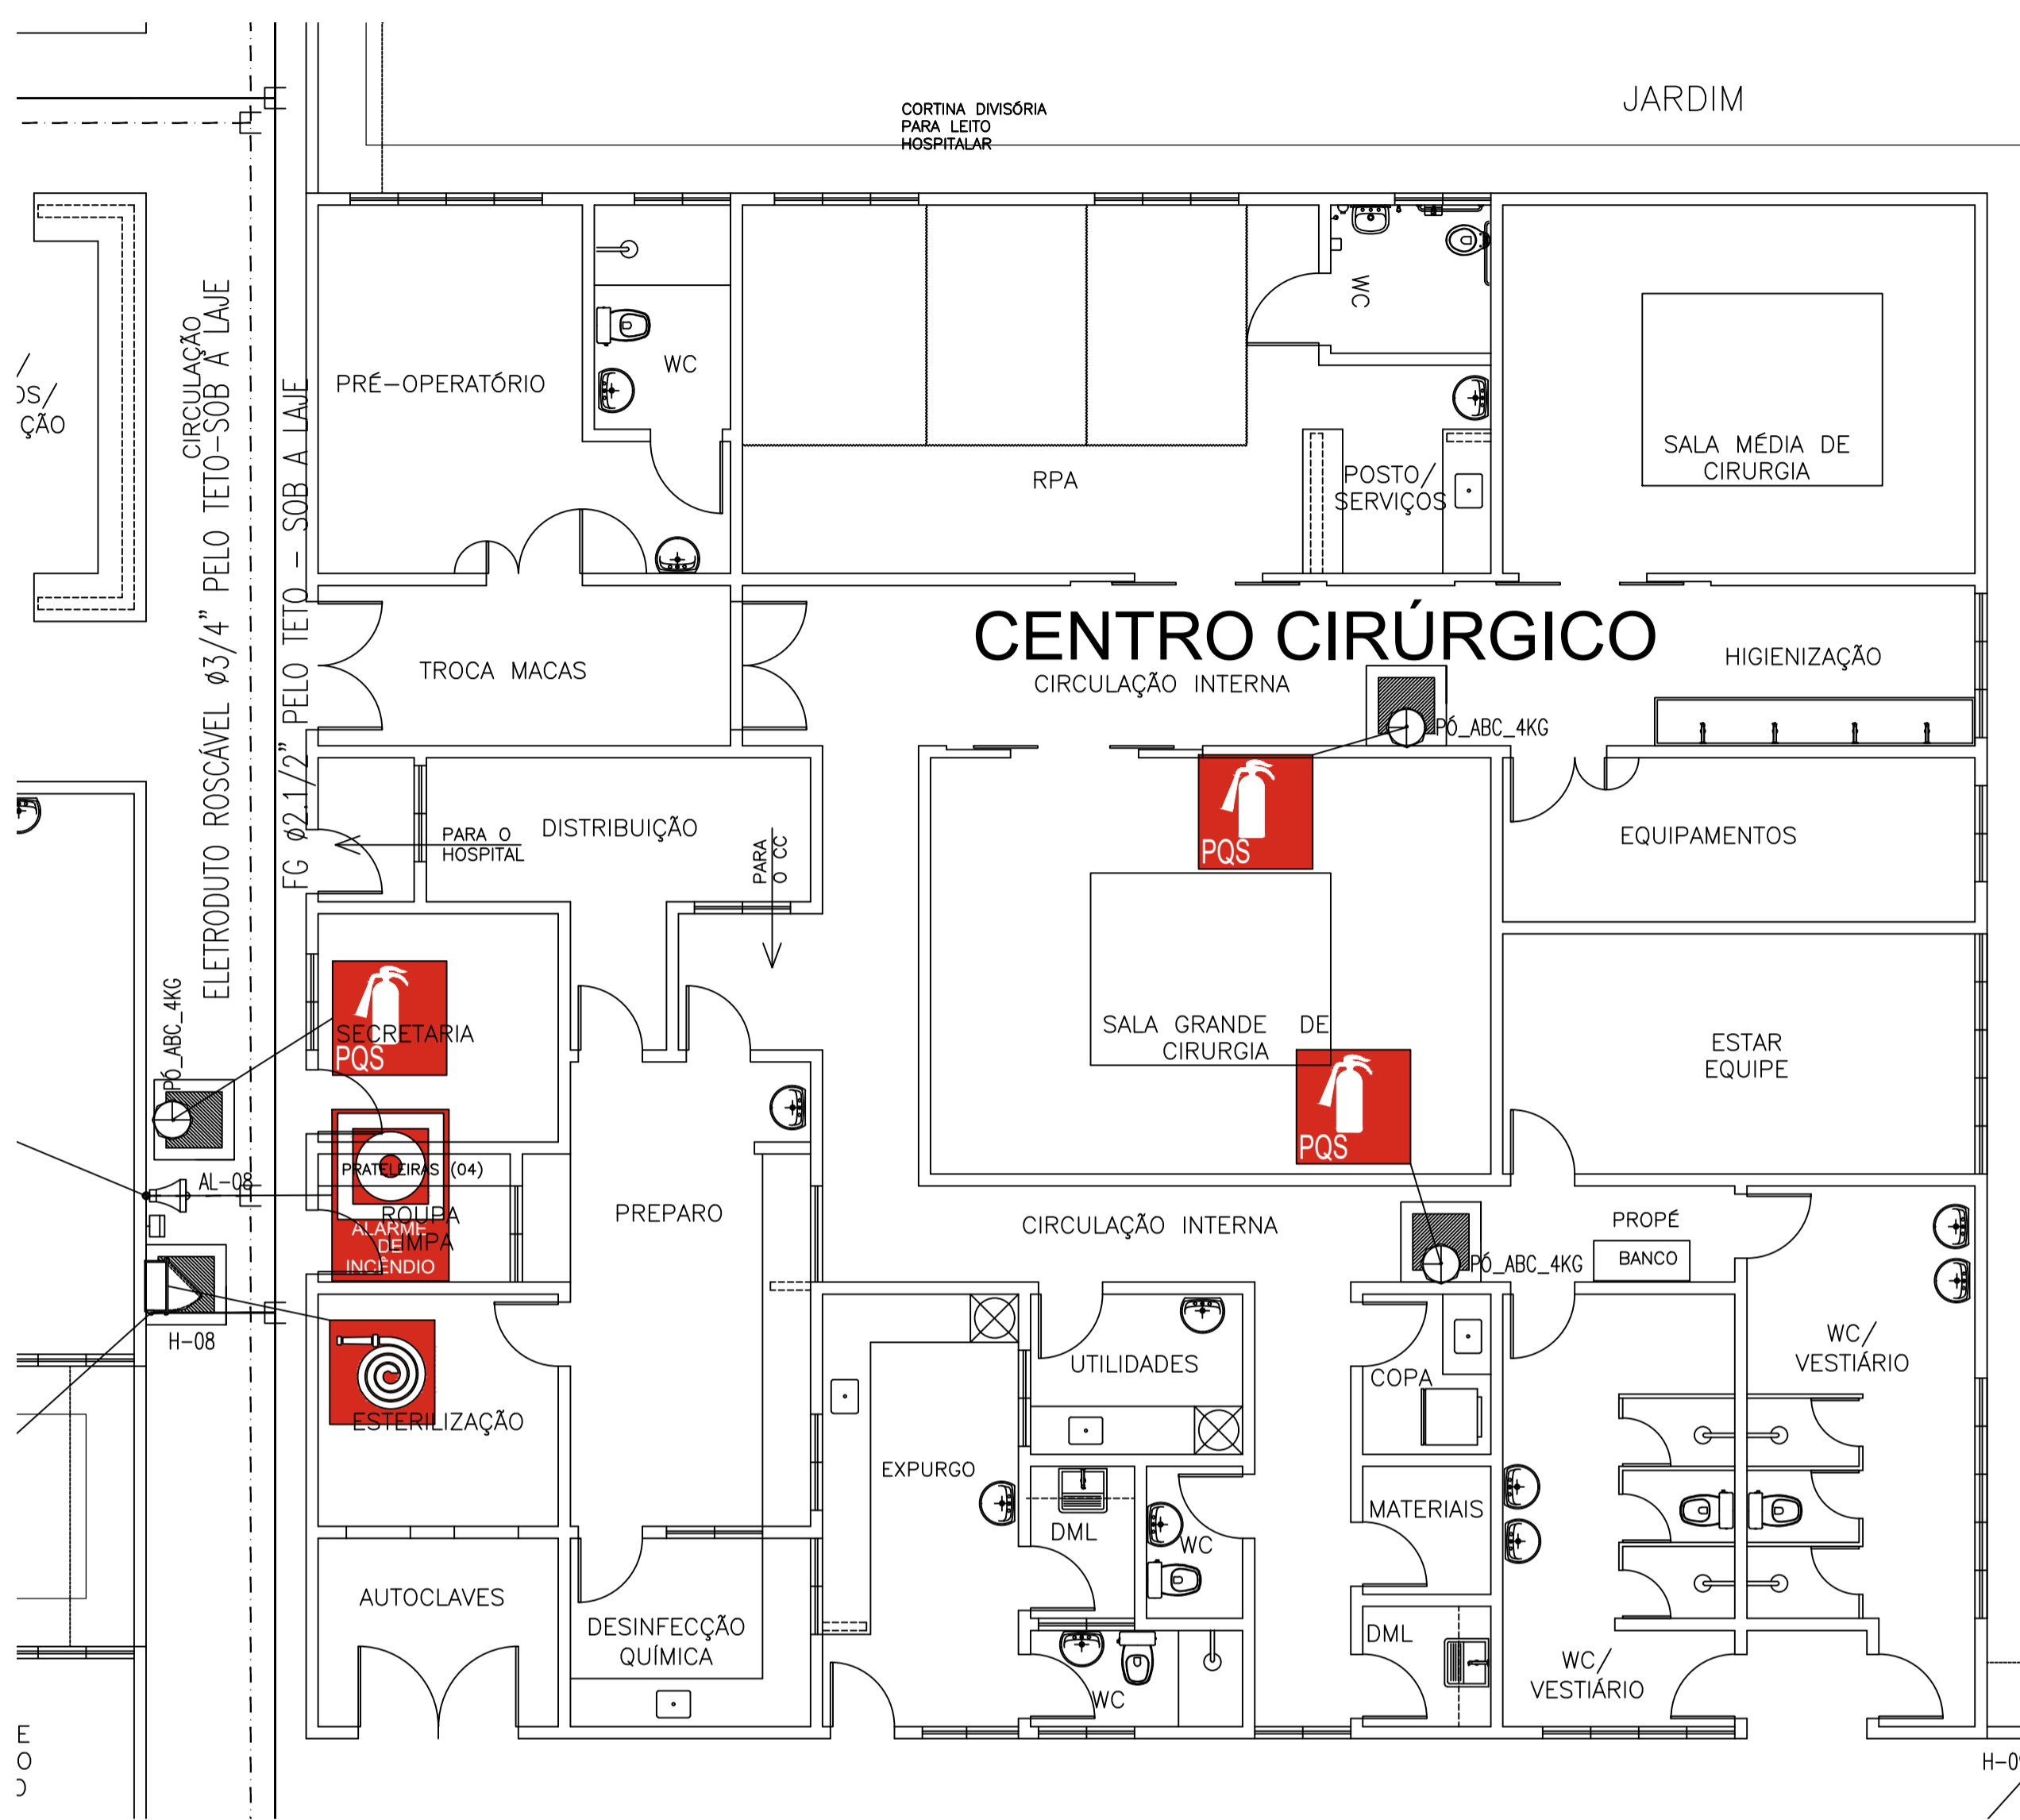 JARDIM
CORTINA DIVISÓRIA
PARA LEITO
HOSPITALAR
CIRCULAÇÃO
ELETRODUTO ROSCÁVEL ø3/4” PELO TETO-SOB A LAJE
FG ø2.1/2” PELO TETO - SOB A LAJE
ÇÃO
PRÉ-OPERATÓRIO
WC
WC
RPA
POSTO/
SERVIÇOS
SALA MÉDIA DE
CIRURGIA
CENTRO CIRÚRGICO
CIRCULAÇÃO INTERNA
HIGIENIZAÇÃO
TROCA MACAS
PÓ_ABC_4KG
PQS
DISTRIBUIÇÃO
PARA O
HOSPITAL
PARA
O CC
EQUIPAMENTOS
PÓ_ABC_4KG
SECRETARIA
PQS
SALA GRANDE DE
CIRURGIA
PQS
ESTAR
EQUIPE
AL-08
PRATELEIRAS (04)
ROUPA
LIMPA
ALARME
DE
INCÊNDIO
PREPARO
CIRCULAÇÃO INTERNA
PÓ_ABC_4KG
PROPÉ
BANCO
H-08
ESTERILIZAÇÃO
UTILIDADES
COPA
WC/
VESTIÁRIO
EXPURGO
DML
WC
MATERIAIS
AUTOCLAVES
DESINFECÇÃO
QUÍMICA
DML
WC
WC/
VESTIÁRIO
E
O